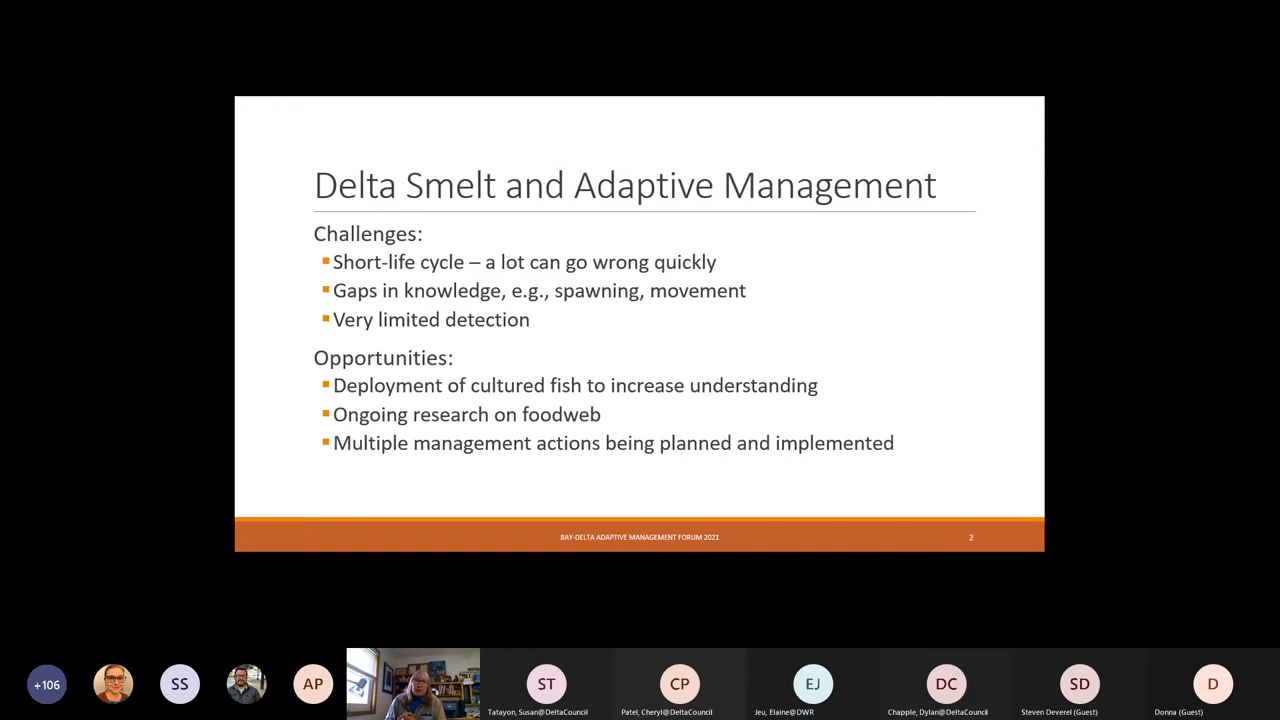 Delta Smelt and Adaptive Management
Challenges:
Short-life cycle – a lot can go wrong quickly
Gaps in knowledge, e.g., spawning, movement
Very limited detection
Opportunities:
Deployment of cultured fish to increase understanding
Ongoing research on foodweb
Multiple management actions being planned and implemented
BAY-DELTA ADAPTIVE MANAGEMENT FORUM 2021
2
+106
SS
AP
ST
CP
EJ
DC
SD
D
Tatayon, Susan@DeltaCouncil
Patel, Cheryl@DeltaCouncil
Jeu, Elaine@DWR
Chapple, Dylan@DeltaCouncil
Steven Deverel (Guest)
Donna (Guest)